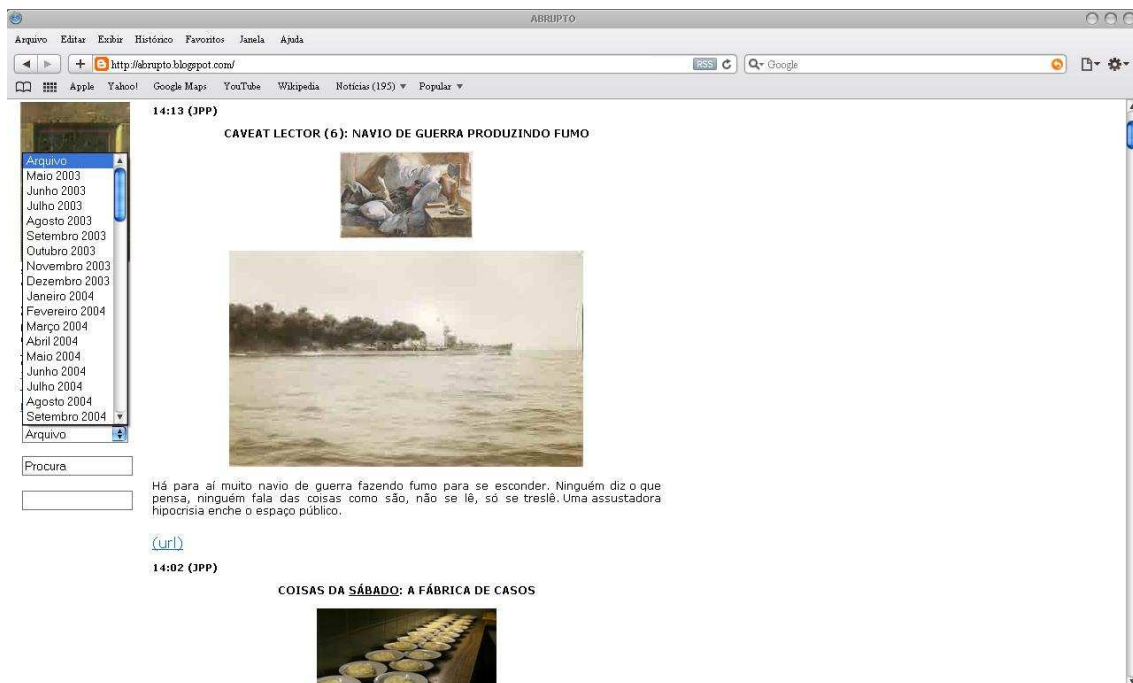 ABRUPTO
Arquivo Editar Exibir Histórico Favoritos Janela Ajuda
http://abrupto.blogspot.com/ RSS Google
Apple Yahoo! Google Maps YouTube Wikipedia Notícias (195) Popular
14:13 (JPP)
CAVEAT LECTOR (6): NAVIO DE GUERRA PRODUZINDO FUMO
Arquivo
Maio 2003
Junho 2003
Julho 2003
Agosto 2003
Setembro 2003
Outubro 2003
Novembro 2003
Dezembro 2003
Janeiro 2004
Fevereiro 2004
Março 2004
Abril 2004
Maio 2004
Junho 2004
Julho 2004
Agosto 2004
Setembro 2004
Arquivo
Procura
Há para aí muito navio de guerra fazendo fumo para se esconder. Ninguém diz o que
pensa, ninguém fala das coisas como são, não se lê, só se treslê. Uma assustadora
hipocrisia enche o espaço público.
(url)
14:02 (JPP)
COISAS DA SÁBADO: A FÁBRICA DE CASOS